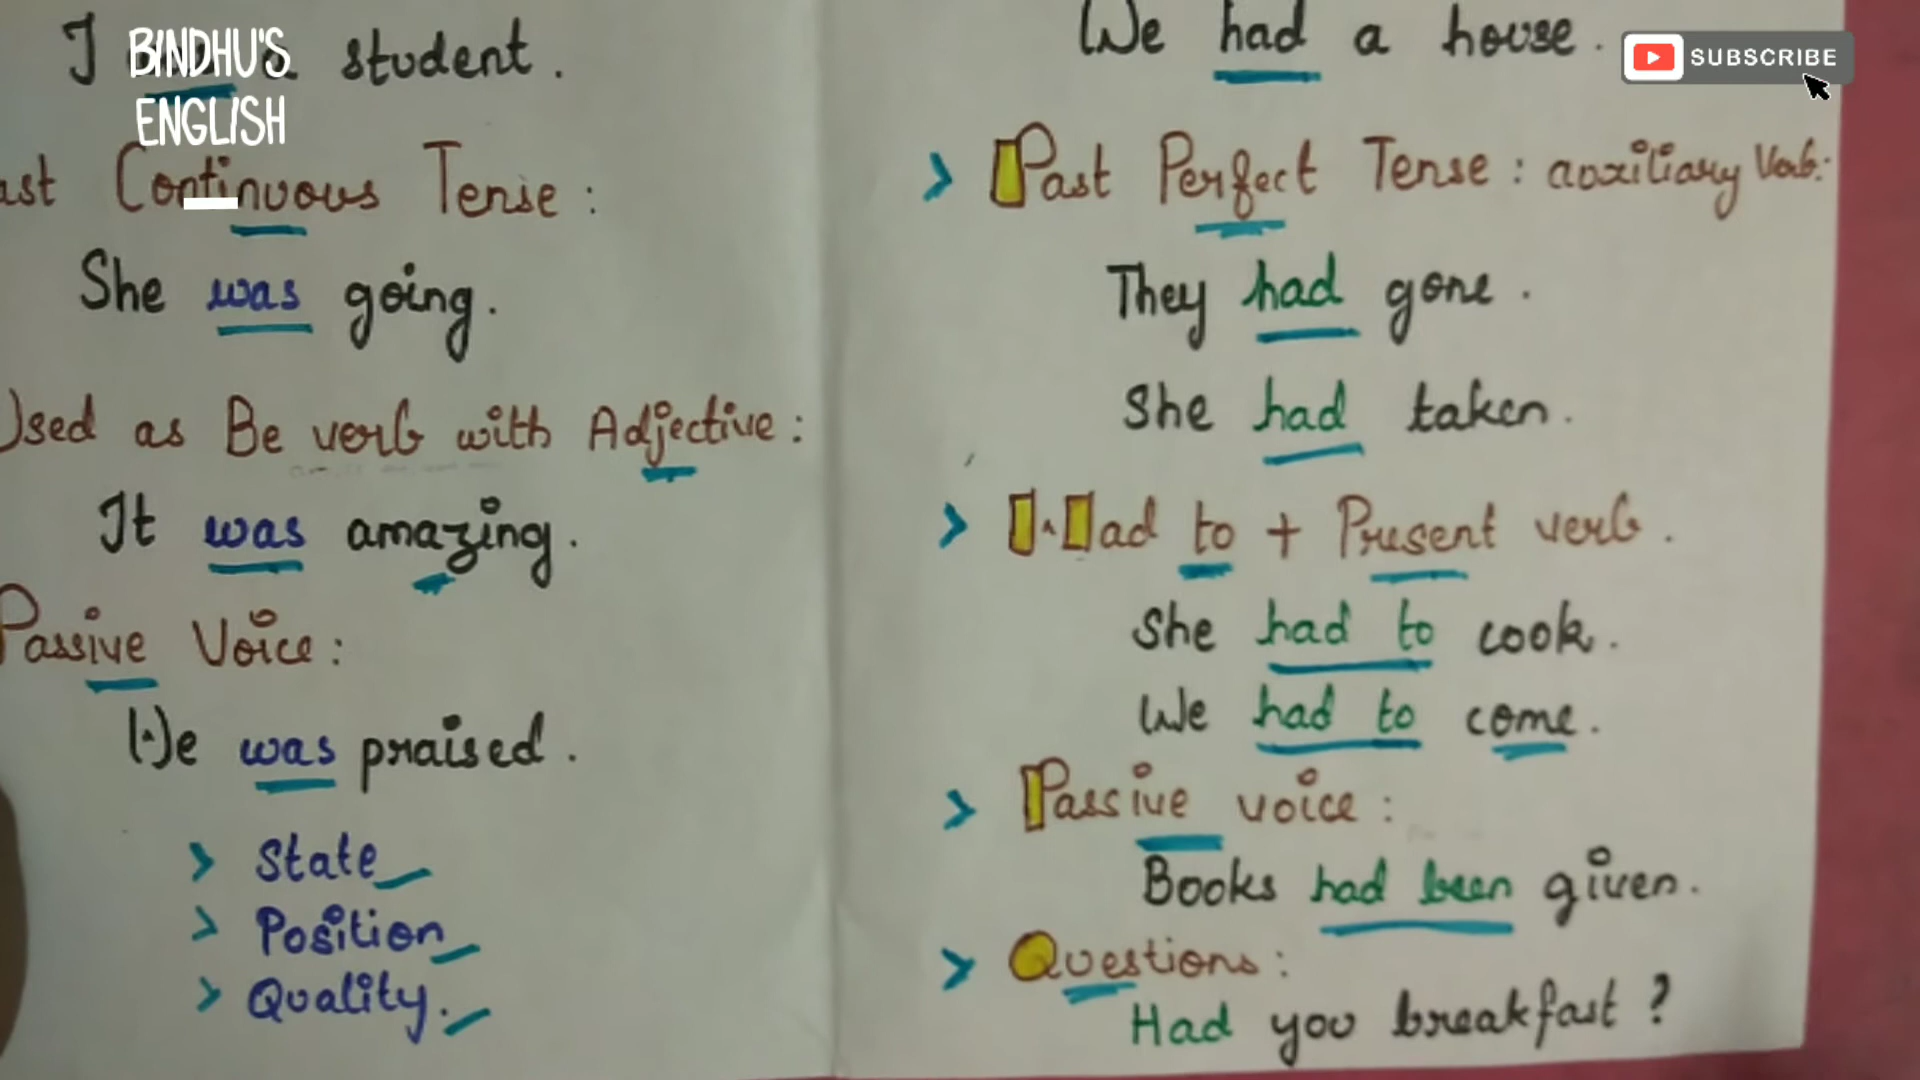 BINDHU'S
ENGLISH
I was a student.
ast Continuous Tense:
She was going.
Used as Be verb with Adjective:
It was amazing.
Passive Voice:
He was praised.
> State
> Position
> Quality.
We had a house.
SUBSCRIBE
> Past Perfect Tense: auxiliary Verb.
They had gone.
She had taken.
> Had to + Present verb.
She had to cook.
We had to come.
> Passive voice:
Books had been given.
> Questions:
Had you breakfast?